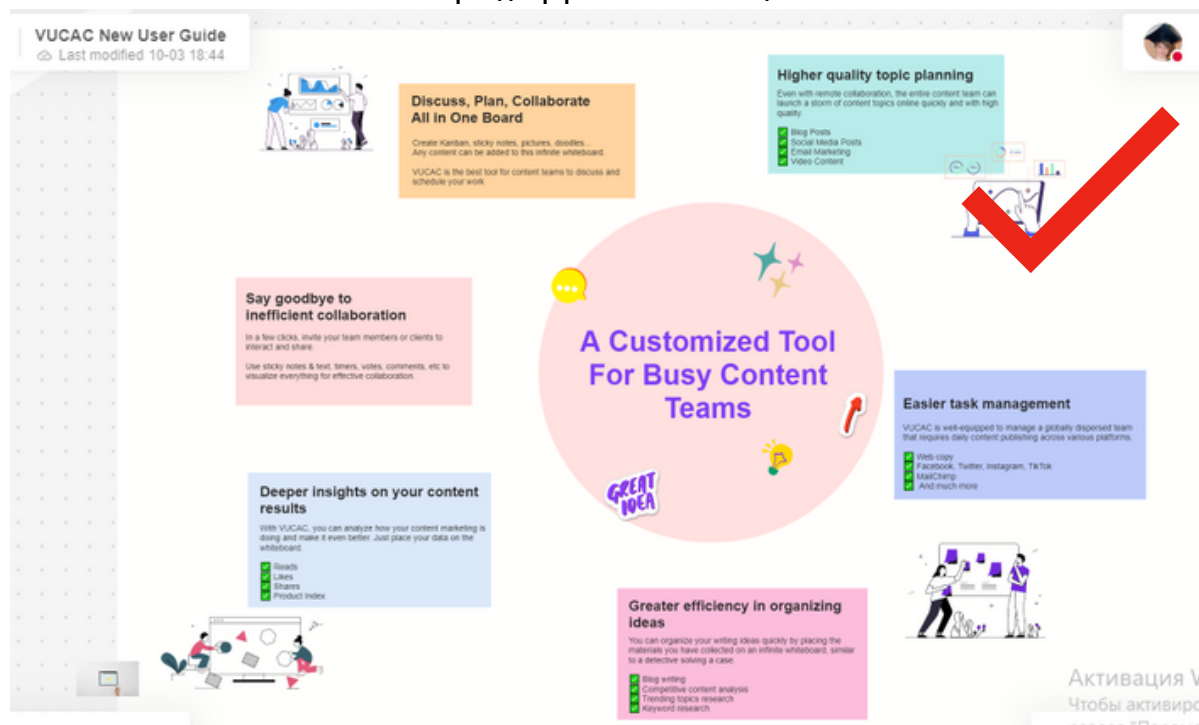 VUCAC New User Guide
Last modified 10-03 18:44
Discuss, Plan, Collaborate
All in One Board
Create Kanban, sticky notes, pictures, doodles...
Any content can be added to this infinite whiteboard.
VUCAC is the best tool for content teams to discuss and
schedule your work
Higher quality topic planning
Even with remote collaboration, the entire content team can
launch a storm of content topics online quickly and with high
quality.
Blog Posts
Social Media Posts
Email Marketing
Video Content
Say goodbye to
inefficient collaboration
In a few clicks, invite your team members or clients to
interact and share.
Use sticky notes & text, timers, votes, comments, etc to
visualize everything for effective collaboration.
A Customized Tool
For Busy Content
Teams
GREAT
IDEA
Easier task management
VUCAC is well-equipped to manage a globally dispersed team
that requires daily content publishing across various platforms.
Web copy
Facebook, Twitter, Instagram, TikTok
MailChimp
And much more
Deeper insights on your content
results
With VUCAC, you can analyze how your content marketing is
doing and make it even better. Just place your data on the
whiteboard.
Reads
Likes
Shares
Product Index
Greater efficiency in organizing
ideas
You can organize your writing ideas quickly by placing the
materials you have collected on an infinite whiteboard, similar
to a detective solving a case.
Blog writing
Competitive content analysis
Trending topics research
Keyword research
Активация
Чтобы